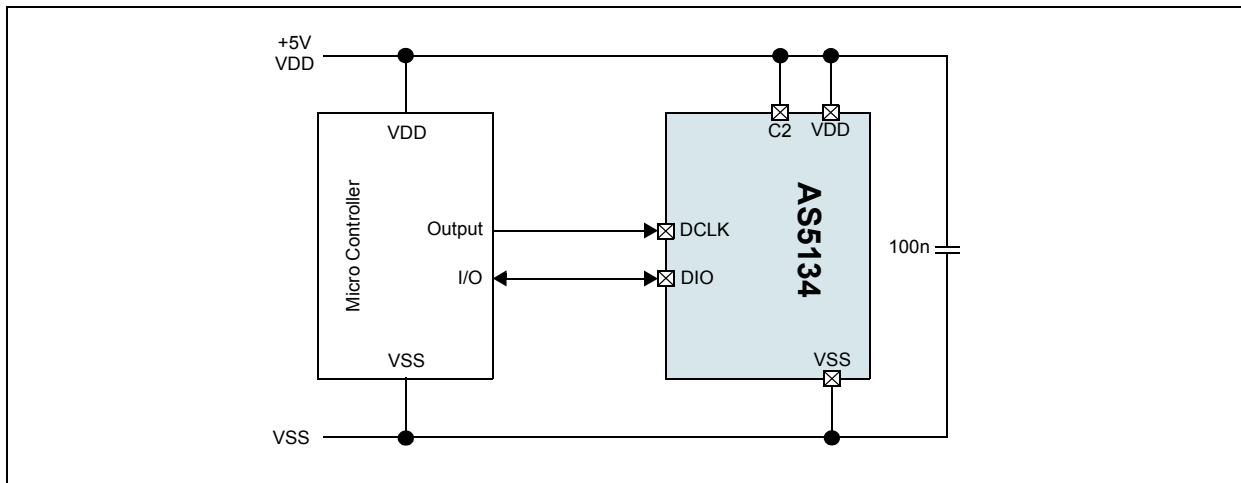 +5V
VDD
VDD
C2
VDD
Micro Controller
Output
DCLK
AS5134
100n
I/O
DIO
VSS
VSS
VSS